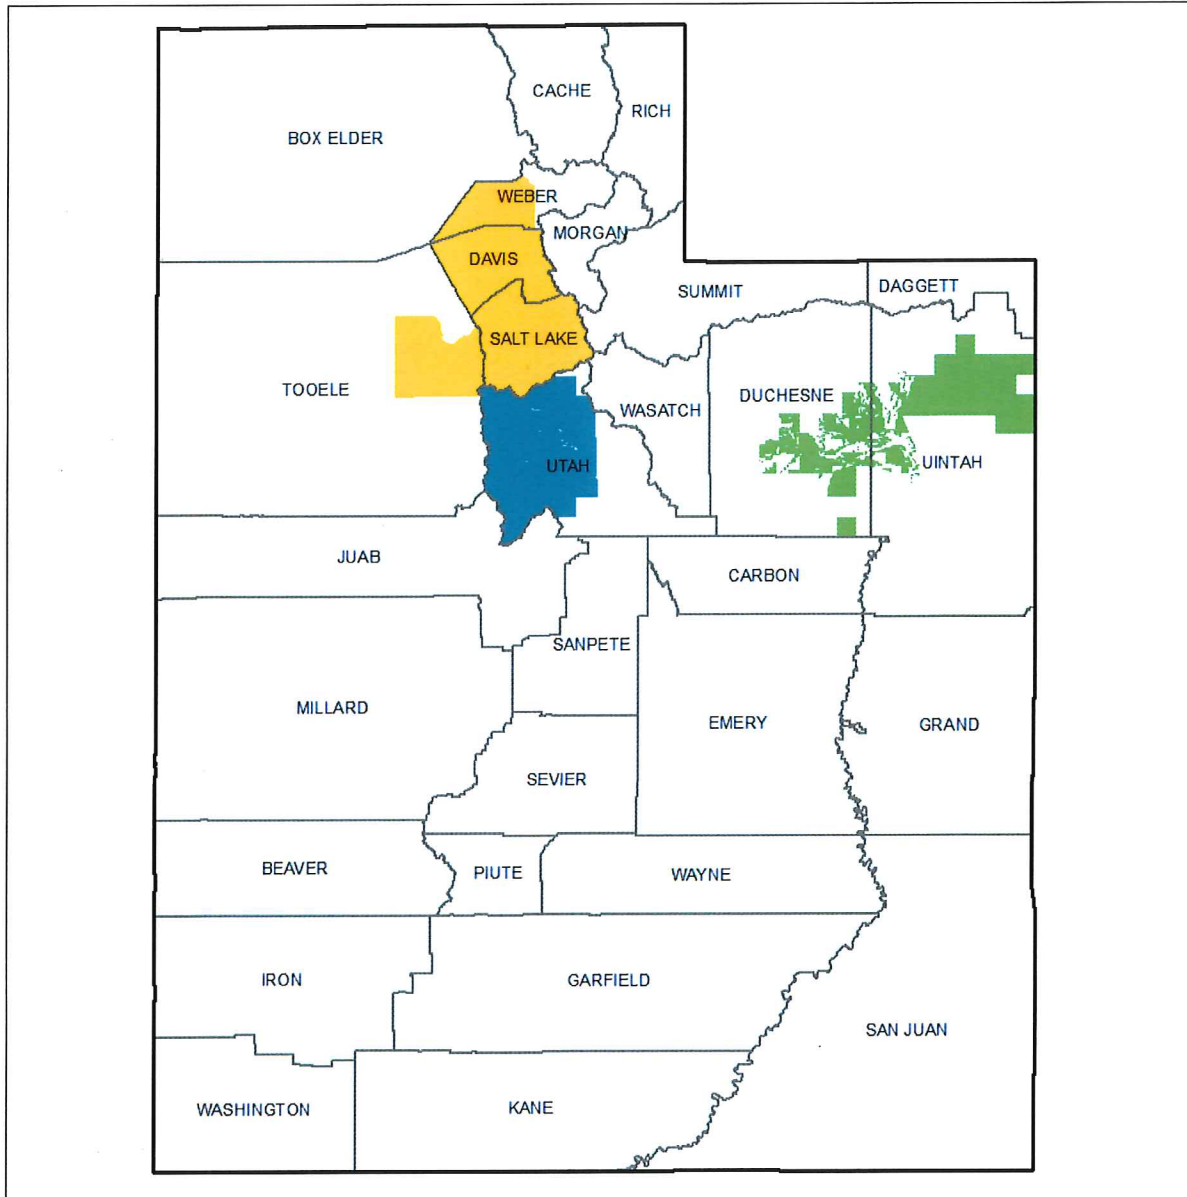 CACHE
RICH
BOX ELDER
WEBER
MORGAN
DAVIS
SUMMIT
DAGGETT
SALT LAKE
TOOELE
WASATCH
DUCHESNE
UTAH
UINTAH
JUAB
CARBON
SANPETE
MILLARD
EMERY
GRAND
SEVIER
BEAVER
PIUTE
WAYNE
IRON
GARFIELD
SAN JUAN
WASHINGTON
KANE